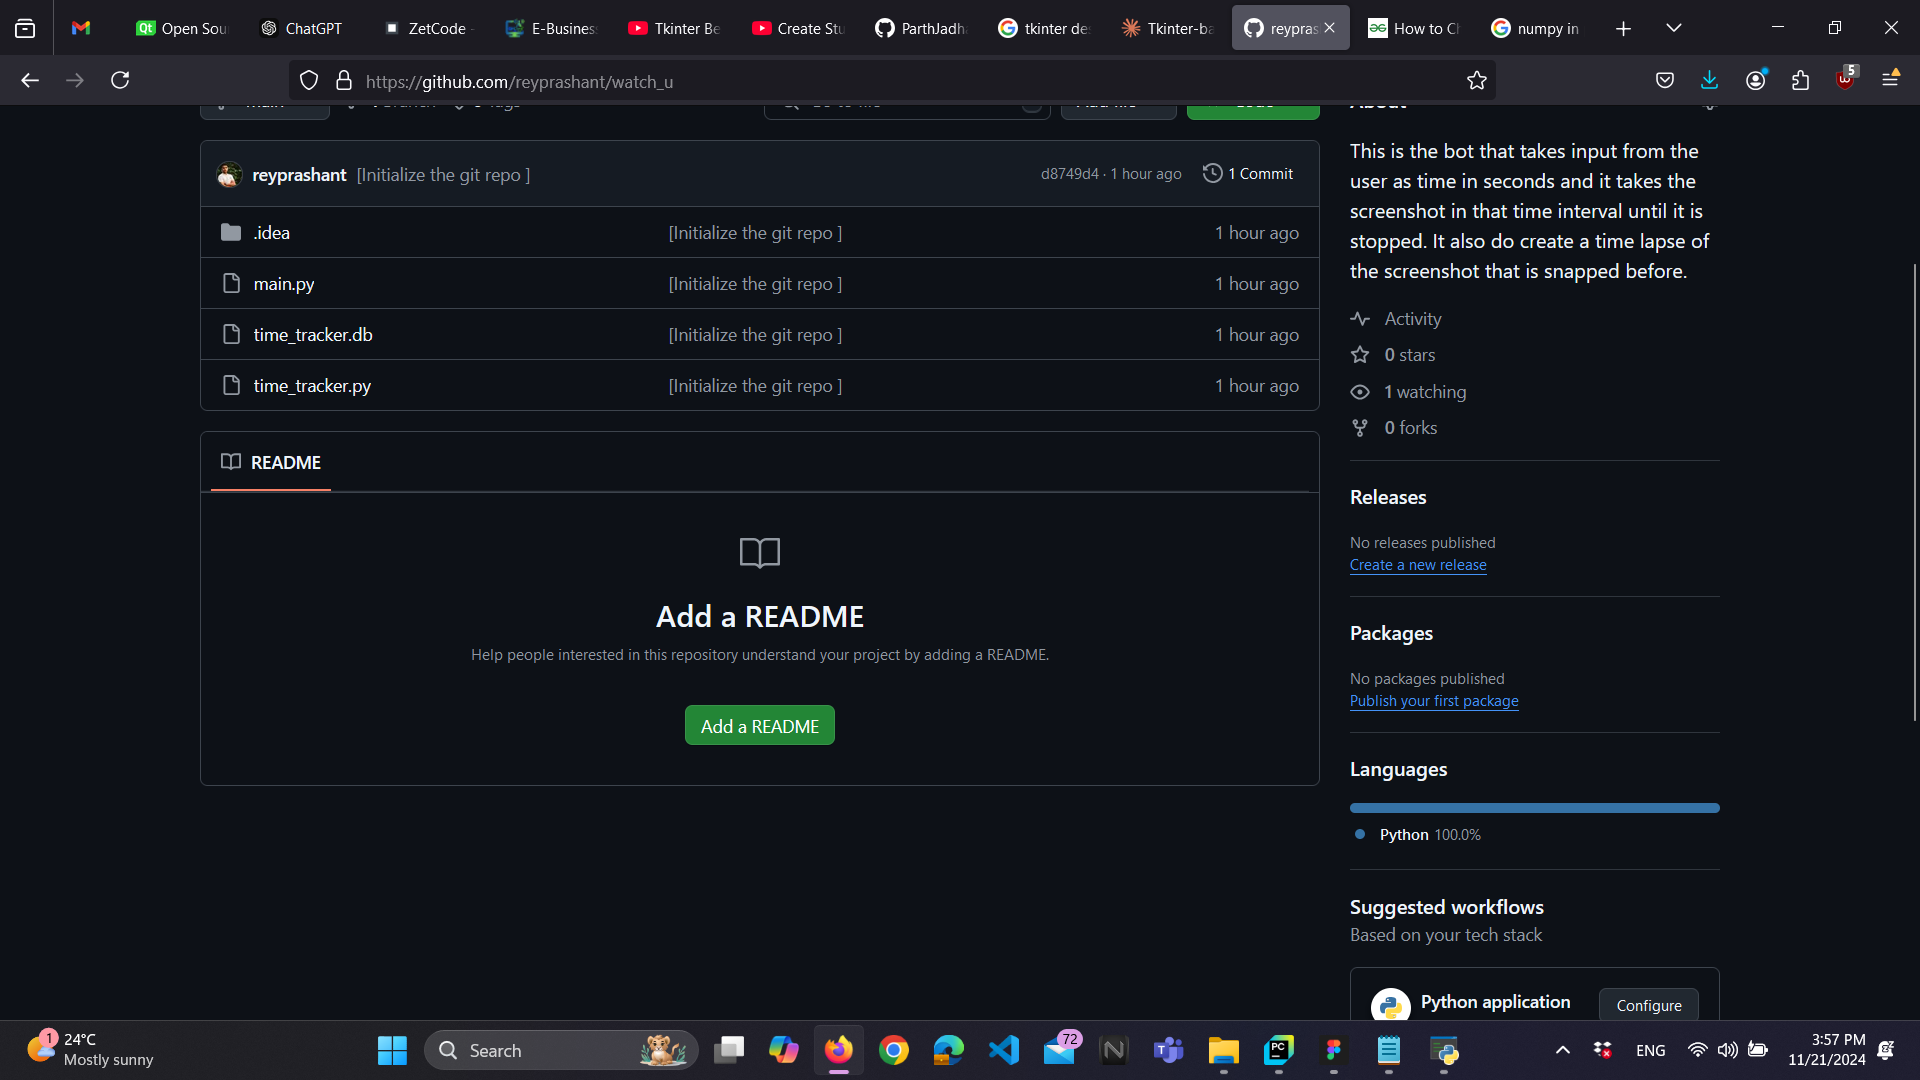 Open Sou
ChatGPT
ZetCode -
E-Business
Tkinter Be
Create Stu
ParthJadha
tkinter de
Tkinter-ba
repras
How to Ch
numpy in
https://github.com/reyprashant/watch_u
5
reyprashant [Initialize the git repo ]
d8749d4 · 1 hour ago
1 Commit
.idea
[Initialize the git repo ]
1 hour ago
main.py
[Initialize the git repo ]
1 hour ago
time_tracker.db
[Initialize the git repo ]
1 hour ago
time_tracker.py
[Initialize the git repo ]
1 hour ago
README
Add a README
Help people interested in this repository understand your project by adding a README.
Add a README
About
This is the bot that takes input from the
user as time in seconds and it takes the
screenshot in that time interval until it is
stopped. It also do create a time lapse of
the screenshot that is snapped before.
Activity
0 stars
1 watching
0 forks
Releases
No releases published
Create a new release
Packages
No packages published
Publish your first package
Languages
Python 100.0%
Suggested workflows
Based on your tech stack
Python application
Configure
1
24°C
Mostly sunny
Search
72
PC
ENG
3:57 PM
11/21/2024